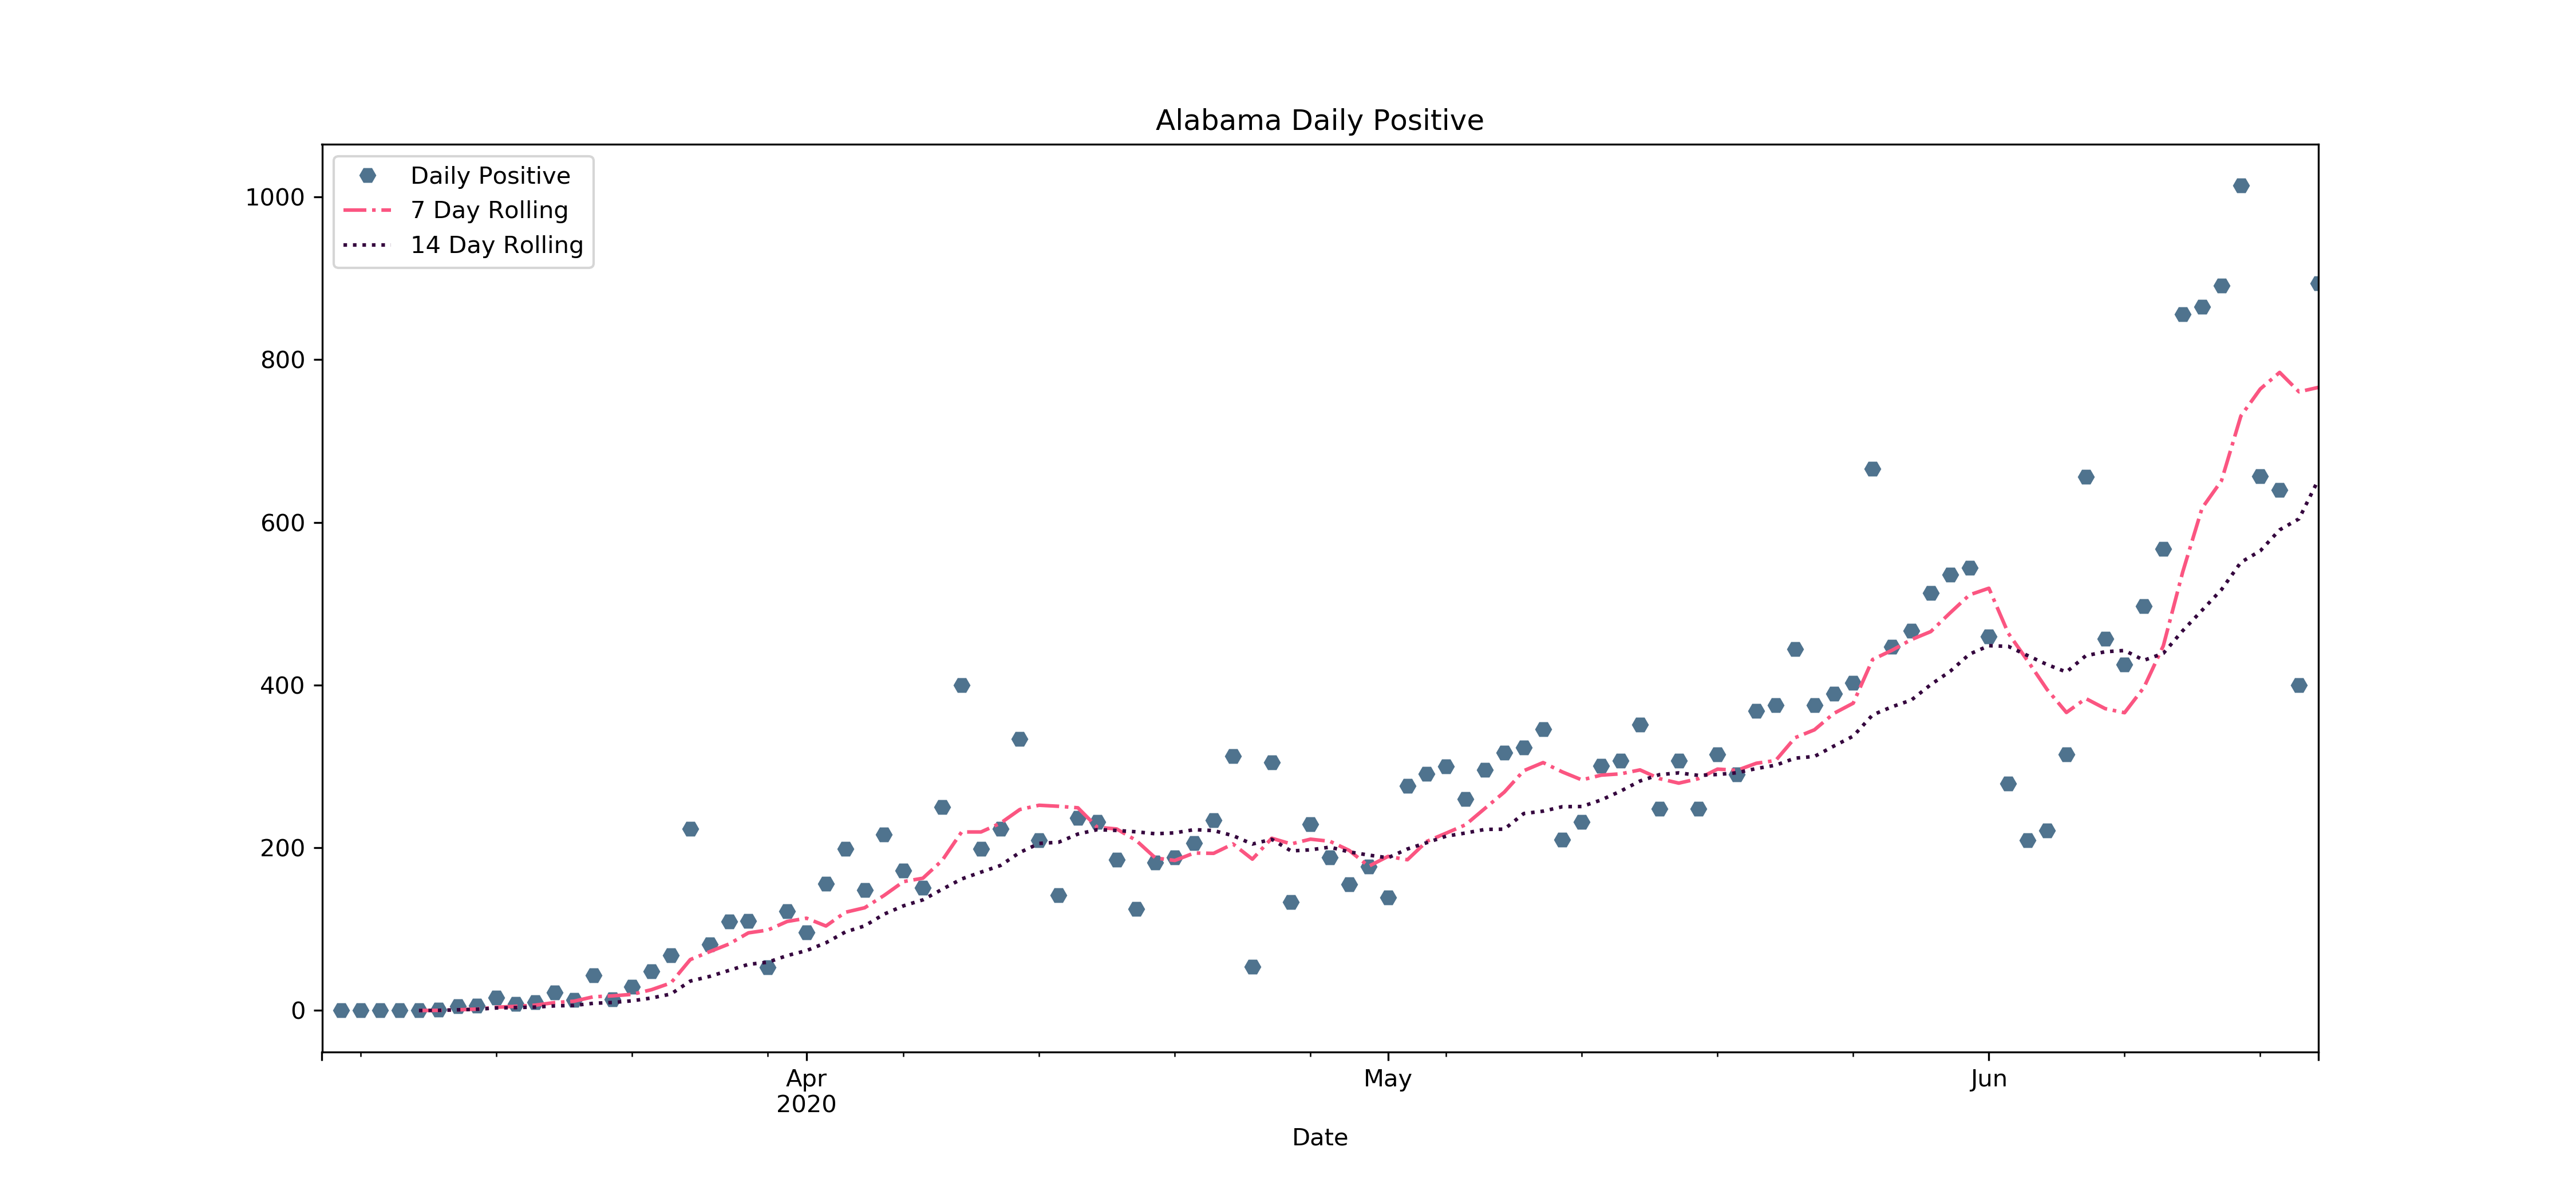 Alabama Daily Positive
Daily Positive
7 Day Rolling
14 Day Rolling
1000
800
600
400
200
0
Apr
2020
May
Jun
Date